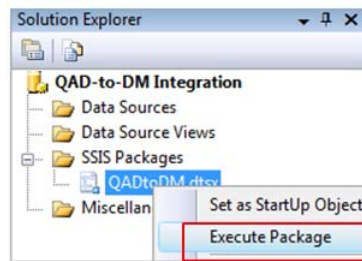 Solution Explorer
QAD-to-DM Integration
Data Sources
Data Source Views
SSIS Packages
QADtoDM.dtsx
Miscellan
Set as StartUp Object
Execute Package